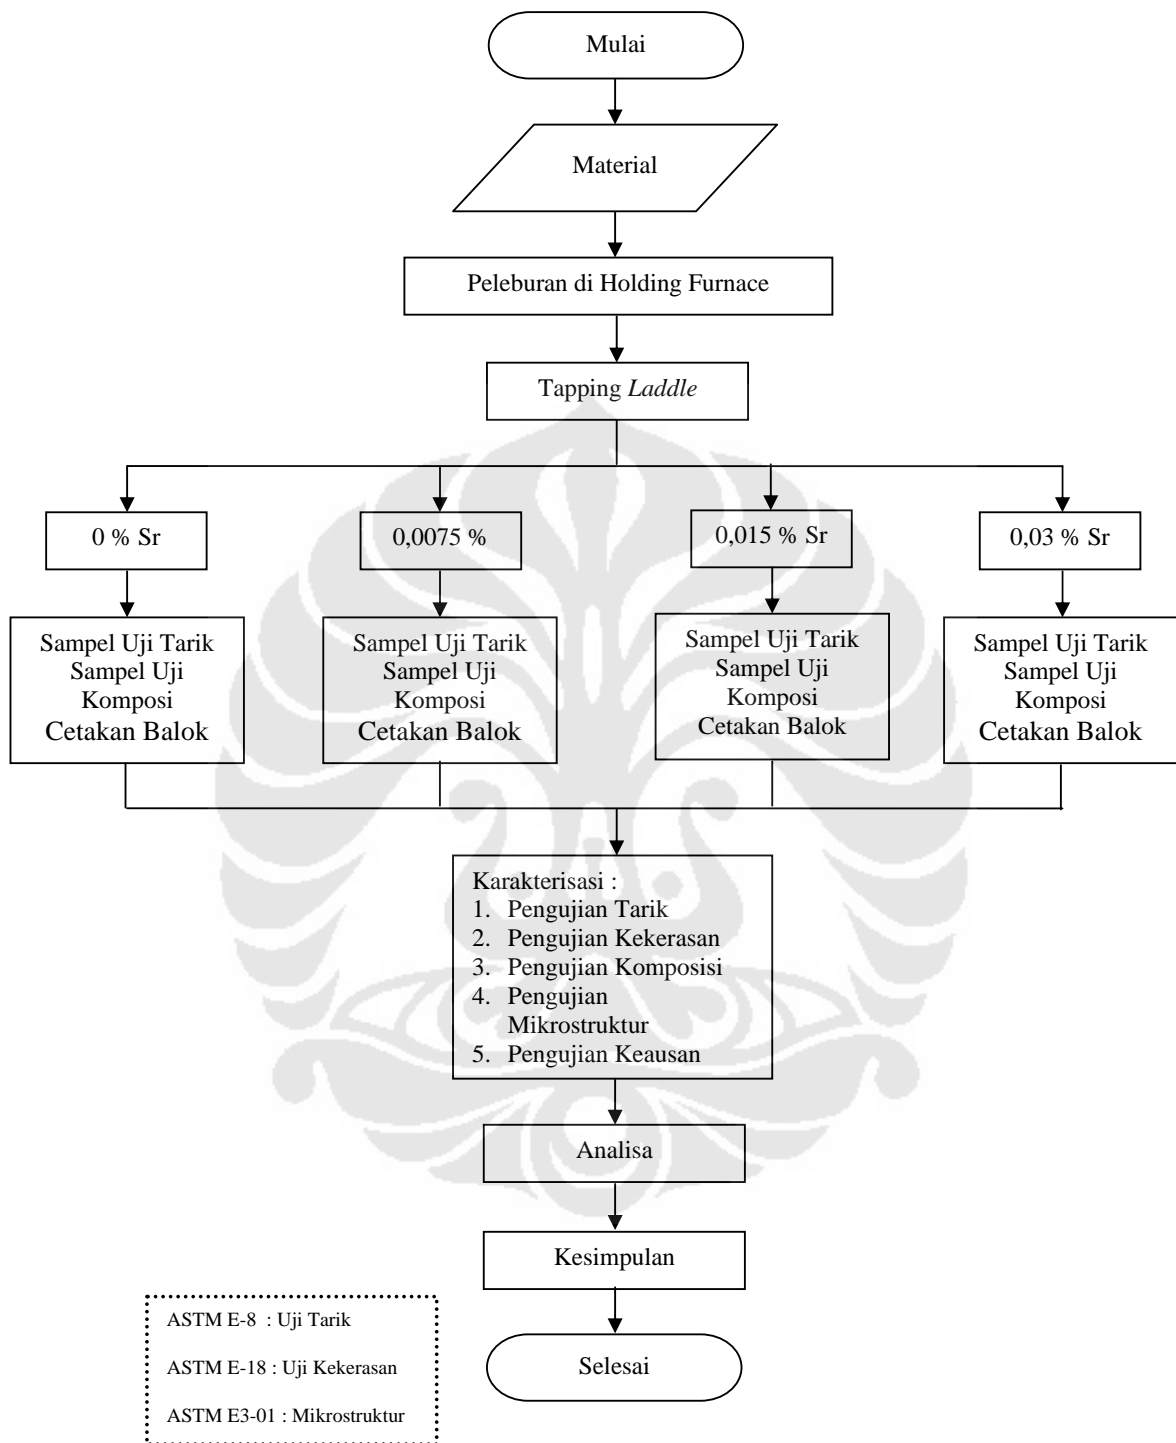 Mulai
Material
Peleburan di Holding Furnace
Tapping Laddle
0 % Sr
0,0075 %
0,015 % Sr
0,03 % Sr
Sampel Uji Tarik
Sampel Uji
Komposi
Cetakan Balok
Sampel Uji Tarik
Sampel Uji
Komposi
Cetakan Balok
Sampel Uji Tarik
Sampel Uji
Komposi
Cetakan Balok
Sampel Uji Tarik
Sampel Uji
Komposi
Cetakan Balok
Karakterisasi :
1. Pengujian Tarik
2. Pengujian Kekerasan
3. Pengujian Komposisi
4. Pengujian
Mikrostruktur
5. Pengujian Keausan
Analisa
Kesimpulan
Selesai
ASTM E-8 : Uji Tarik
ASTM E-18 : Uji Kekerasan
ASTM E3-01 : Mikrostruktur